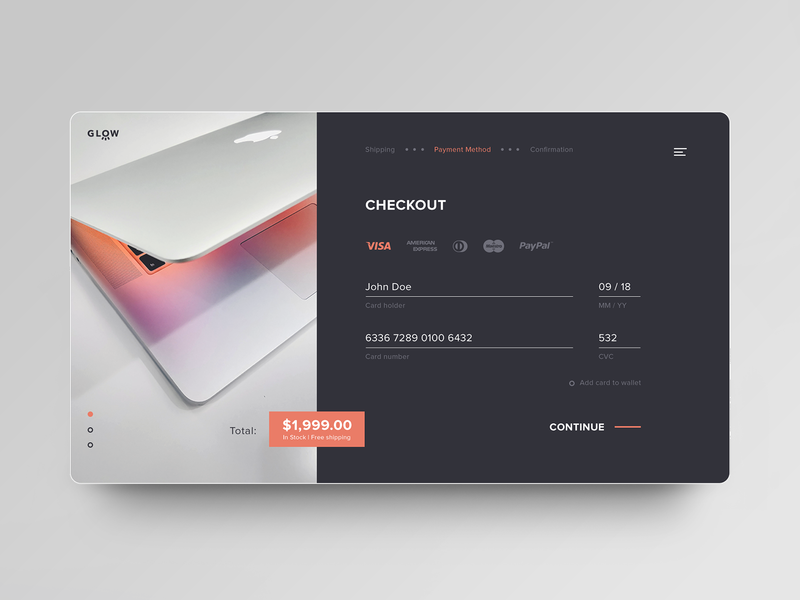 GLOW
Shipping
Payment Method
Confirmation
CHECKOUT
VISA
AMERICAN
EXPRESS
PayPal
John Doe
09 / 18
Card holder
MM / YY
6336 7289 0100 6432
532
Card number
CVC
Add card to wallet
Total:
$1,999.00
In Stock | Free shipping
CONTINUE